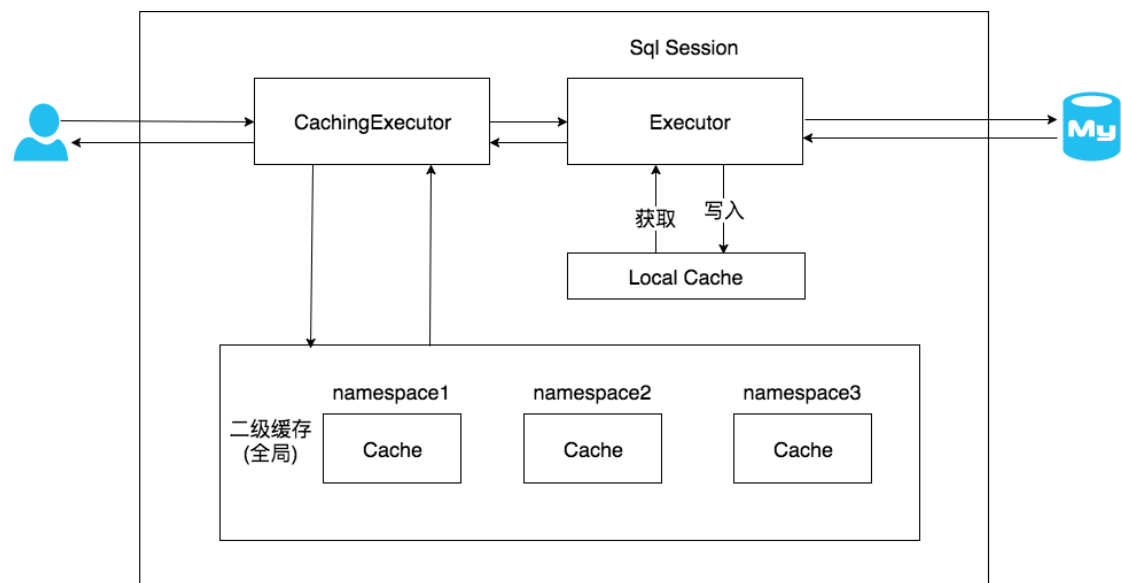 Sql Session
CachingExecutor
Executor
My
获取
写入
Local Cache
namespace1
namespace2
namespace3
二级缓存
(全局)
Cache
Cache
Cache